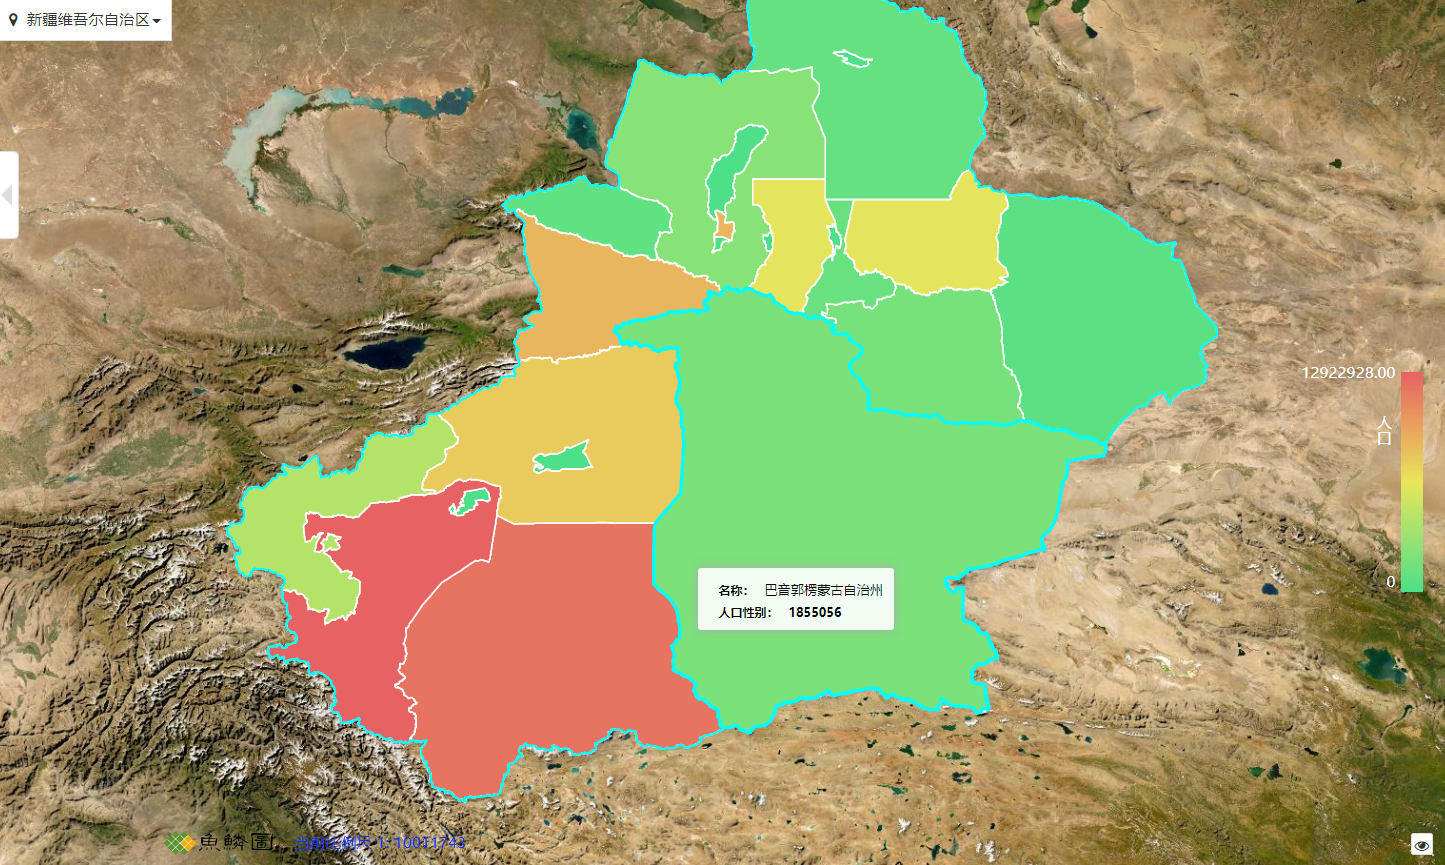 新疆维吾尔自治区
12922928.00
人口
0
名称: 巴音郭楞蒙古自治州
人口性别: 1855056
魚鱗圖
当前比例尺 1: 10011743